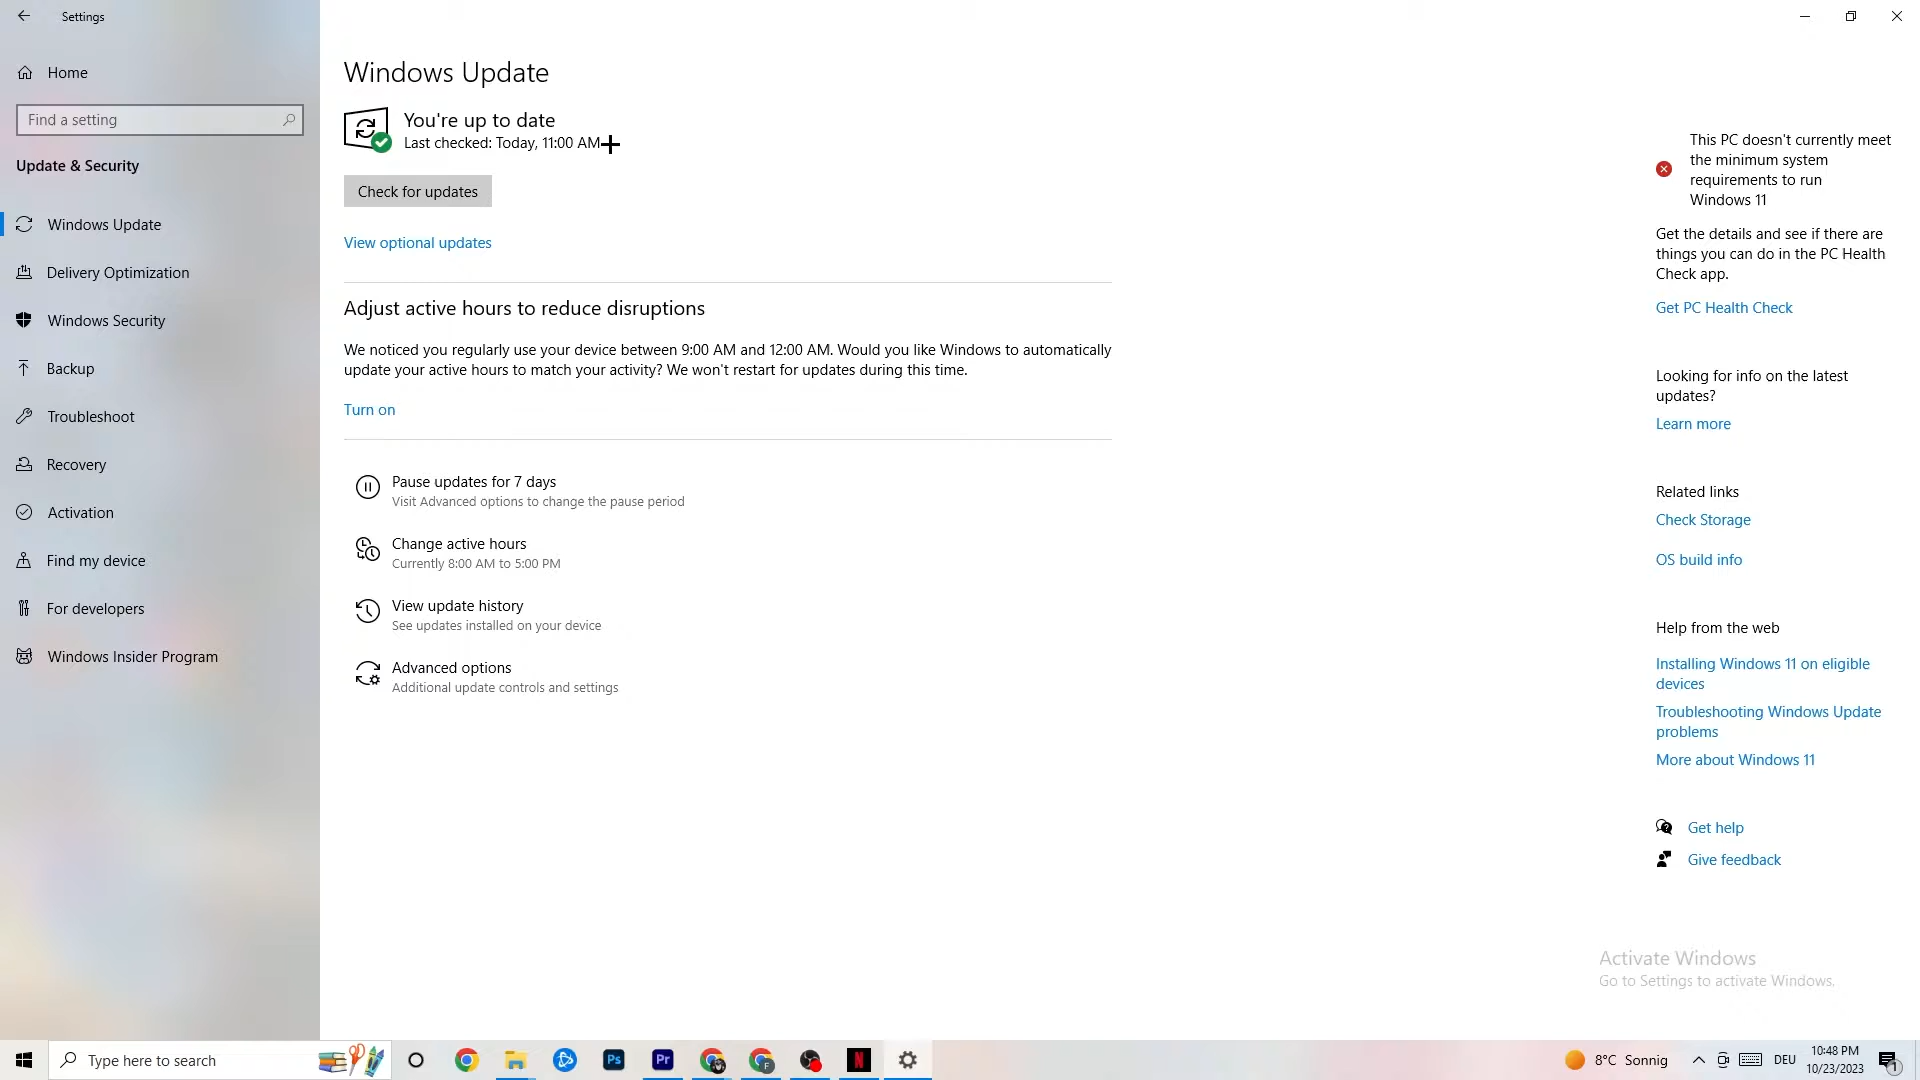 Settings
Home
Find a setting
Update & Security
Windows Update
Delivery Optimization
Windows Security
Backup
Troubleshoot
Recovery
Activation
Find my device
For developers
Windows Insider Program
Windows Update
You're up to date
Last checked: Today, 11:00 AM
Check for updates
View optional updates
Adjust active hours to reduce disruptions
We noticed you regularly use your device between 9:00 AM and 12:00 AM. Would you like Windows to automatically
update your active hours to match your activity? We won't restart for updates during this time.
Turn on
Pause updates for 7 days
Visit Advanced options to change the pause period
Change active hours
Currently 8:00 AM to 5:00 PM
View update history
See updates installed on your device
Advanced options
Additional update controls and settings
This PC doesn't currently meet
the minimum system
requirements to run
Windows 11
Get the details and see if there are
things you can do in the PC Health
Check app.
Get PC Health Check
Looking for info on the latest
updates?
Learn more
Related links
Check Storage
OS build info
Help from the web
Installing Windows 11 on eligible
devices
Troubleshooting Windows Update
problems
More about Windows 11
Get help
Give feedback
Activate Windows
Go to Settings to activate Windows.
Type here to search
Ps
Pr
F
N
8°C Sonnig
DEU
10:48 PM
10/23/2023
1